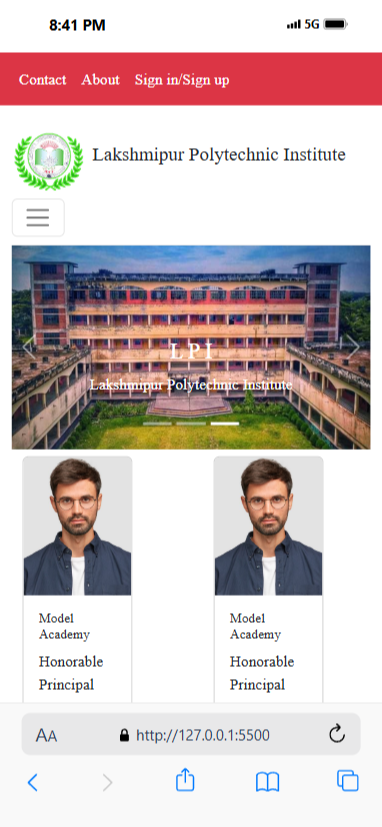 8:41 PM
5G
Contact About Sign in/Sign up
Lakshmipur Polytechnic Institute
L P I
Lakshmipur Polytechnic Institute
Model
Academy
Honorable
Principal
Model
Academy
Honorable
Principal
AA
http://127.0.0.1:5500